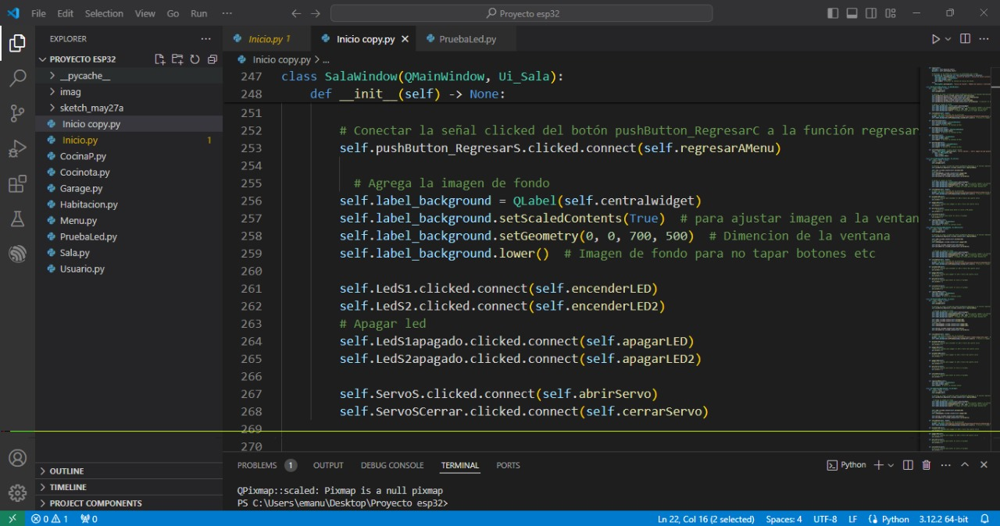 File Edit Selection View Go Run ··· Proyecto esp32
EXPLORER ···
PROYECTO ESP32
__pycache__
imag
sketch_may27a
Inicio copy.py
Inicio.py 1
CocinaP.py
Cocinota.py
Garage.py
Habitacion.py
Menu.py
PruebaLed.py
Sala.py
Usuario.py
OUTLINE
TIMELINE
PROJECT COMPONENTS
Inicio.py 1 Inicio copy.py PruebaLed.py
Inicio copy.py > ...
247 class SalaWindow(QMainWindow, Ui_Sala):
248 def __init__(self) -> None:
251
252 # Conectar la señal clicked del botón pushButton_RegresarC a la función regresar
253 self.pushButton_RegresarS.clicked.connect(self.regresarAMenu)
254
255 # Agrega la imagen de fondo
256 self.label_background = QLabel(self.centralwidget)
257 self.label_background.setScaledContents(True) # para ajustar imagen a la ventan
258 self.label_background.setGeometry(0, 0, 700, 500) # Dimencion de la ventana
259 self.label_background.lower() # Imagen de fondo para no tapar botones etc
260
261 self.LedS1.clicked.connect(self.encenderLED)
262 self.LedS2.clicked.connect(self.encenderLED2)
263 # Apagar led
264 self.LedS1apagado.clicked.connect(self.apagarLED)
265 self.LedS2apagado.clicked.connect(self.apagarLED2)
266
267 self.ServoS.clicked.connect(self.abrirServo)
268 self.ServoSCerrar.clicked.connect(self.cerrarServo)
269
270
PROBLEMS 1 OUTPUT DEBUG CONSOLE TERMINAL PORTS Python
QPixmap::scaled: Pixmap is a null pixmap
PS C:\Users\emanu\Desktop\Proyecto esp32>
0 1 0 Ln 22, Col 16 (2 selected) Spaces: 4 UTF-8 LF Python 3.12.2 64-bit